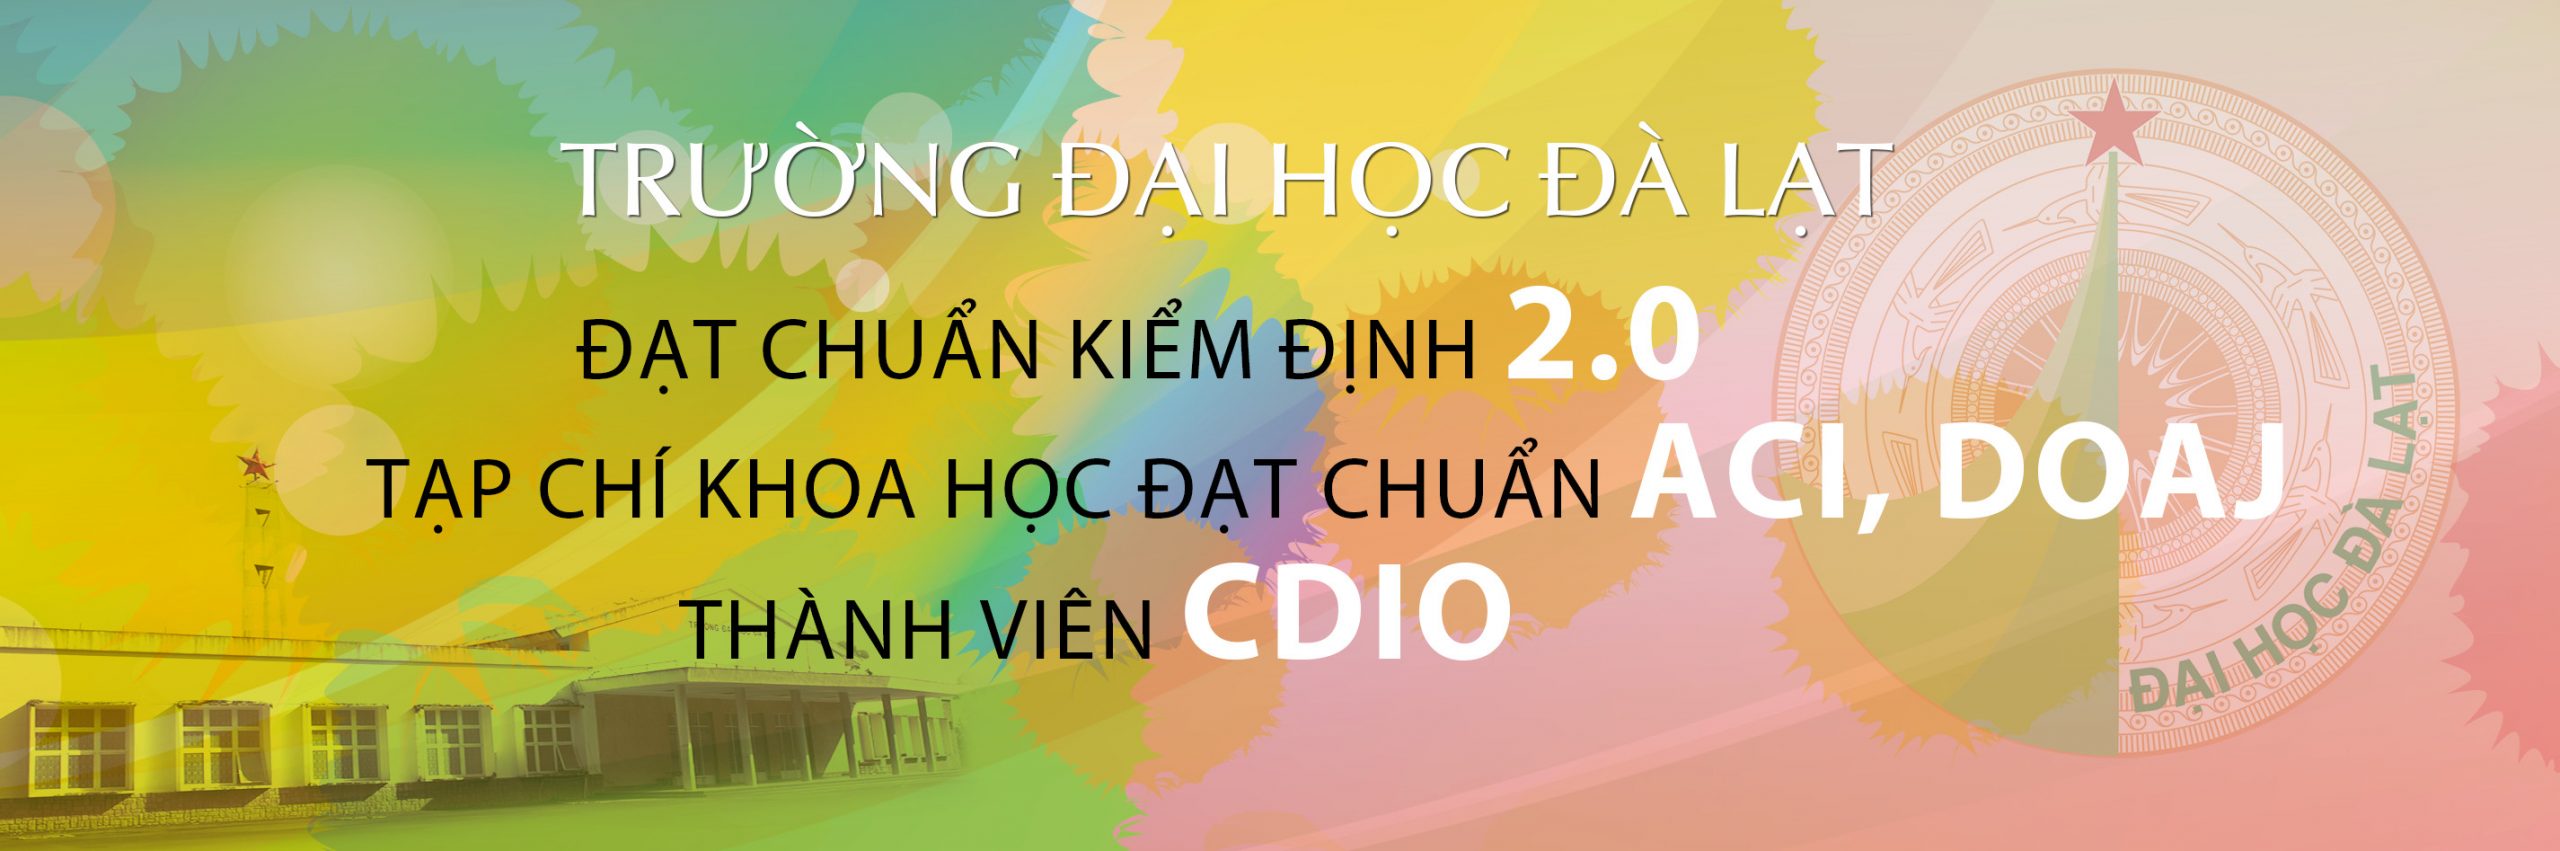 TRƯỜNG ĐẠI HỌC ĐÀ LẠT
ĐẠT CHUẨN KIỂM ĐỊNH 2.0
TẠP CHÍ KHOA HỌC ĐẠT CHUẨN ACI, DOAJ
THÀNH VIÊN CDIO
ĐẠI HỌC ĐÀ LẠT